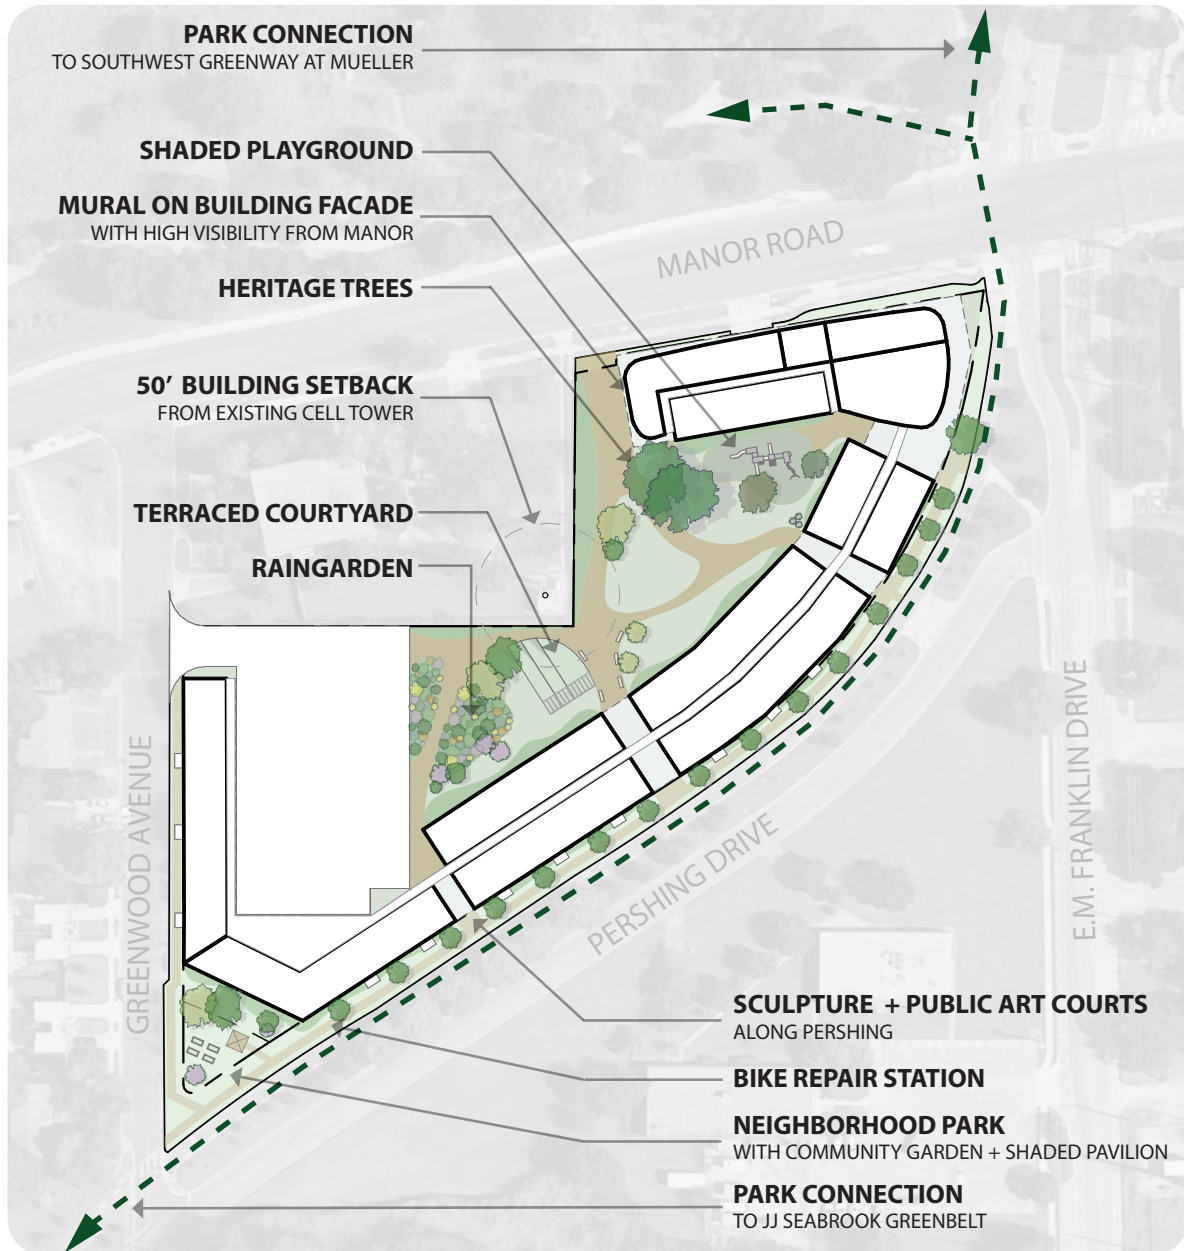 PARK CONNECTION
TO SOUTHWEST GREENWAY AT MUELLER
SHADED PLAYGROUND
MURAL ON BUILDING FACADE
WITH HIGH VISIBILITY FROM MANOR
MANOR ROAD
HERITAGE TREES
50’ BUILDING SETBACK
FROM EXISTING CELL TOWER
TERRACED COURTYARD
RAINGARDEN
GREENWOOD AVENUE
PERSHING DRIVE
E.M. FRANKLIN DRIVE
SCULPTURE + PUBLIC ART COURTS
ALONG PERSHING
BIKE REPAIR STATION
NEIGHBORHOOD PARK
WITH COMMUNITY GARDEN + SHADED PAVILION
PARK CONNECTION
TO JJ SEABROOK GREENBELT